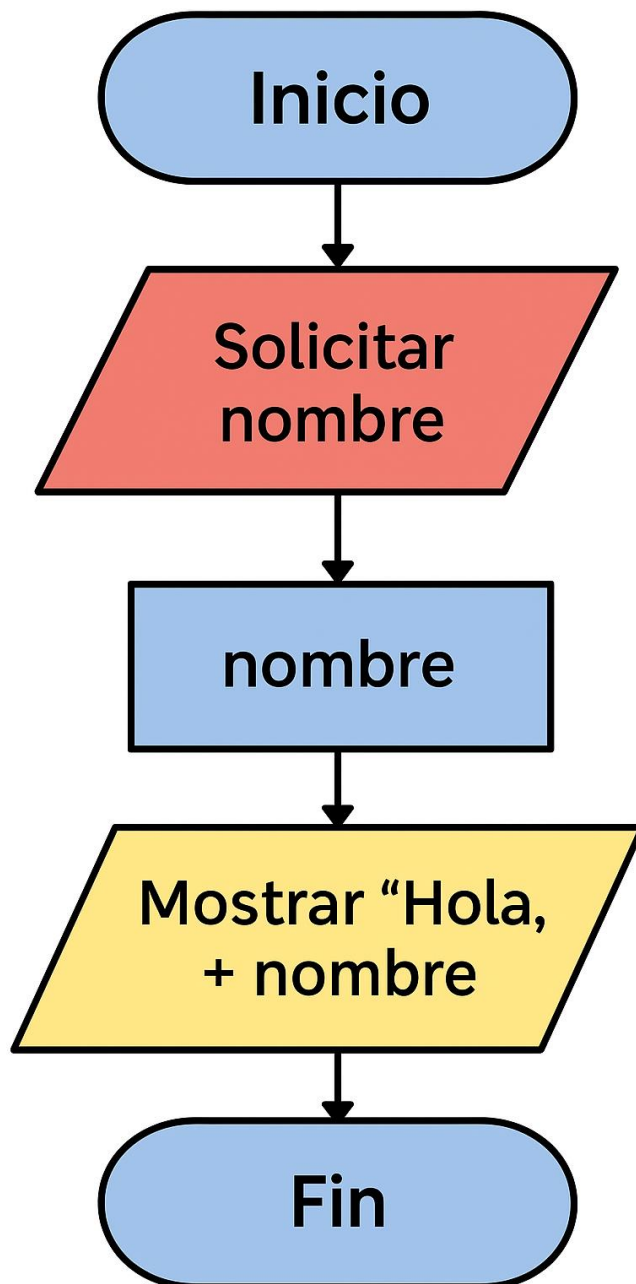 Inicio
Solicitar
nombre
nombre
Mostrar “Hola,
+ nombre
Fin